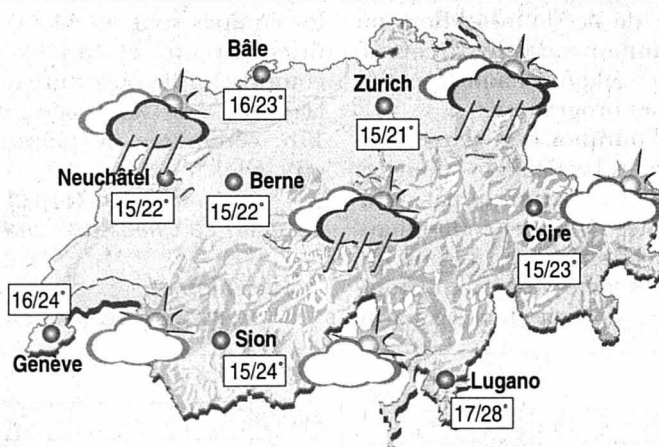 Bâle
16/23°
Zurich
15/21°
Neuchâtel
15/22°
Berne
15/22°
Coire
15/23°
16/24°
Genève
Sion
15/24°
Lugano
17/28°